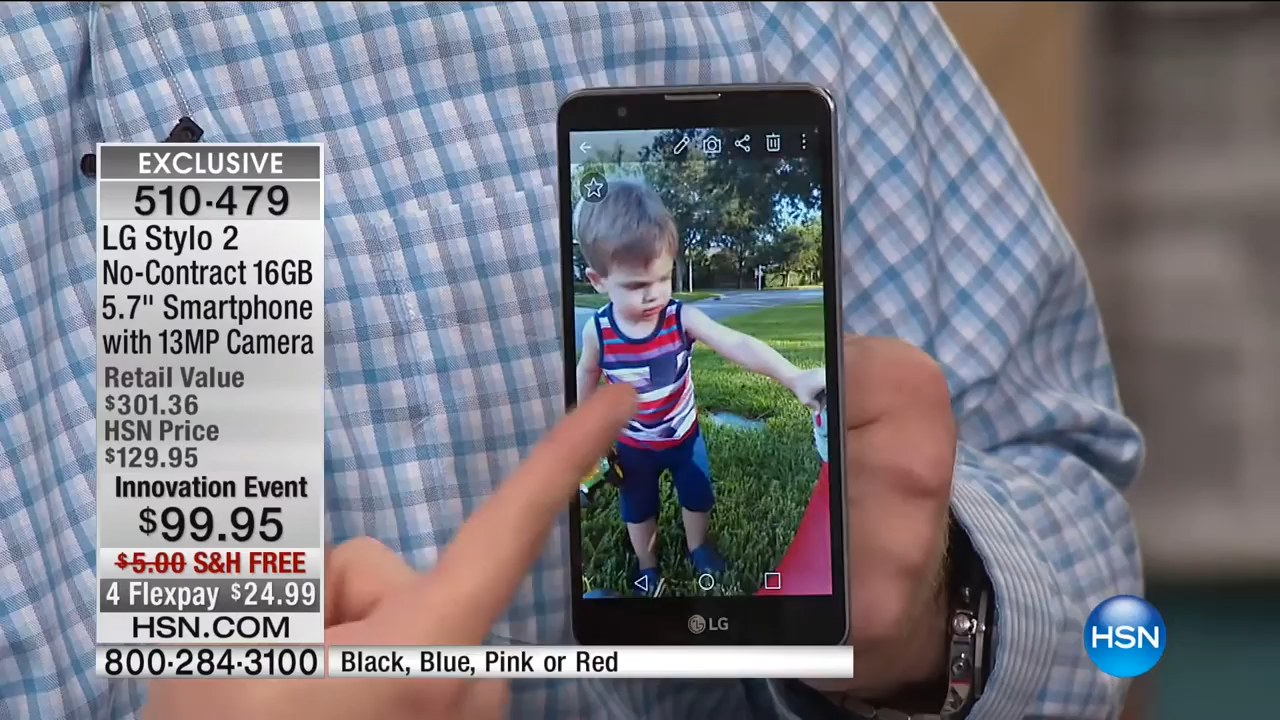 EXCLUSIVE
510·479
LG Stylo 2
No-Contract 16GB
5.7" Smartphone
with 13MP Camera
Retail Value
$301.36
HSN Price
$129.95
Innovation Event
$99.95
$5.00 S&H FREE
4 Flexpay $24.99
HSN.COM
800·284·3100
Black, Blue, Pink or Red
LG
HSN